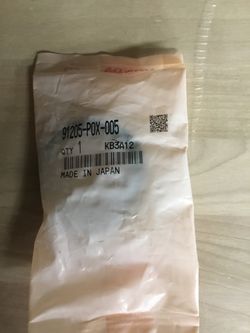 91205-P0X-005
QTY 1 KB3A12
MADE IN JAPAN